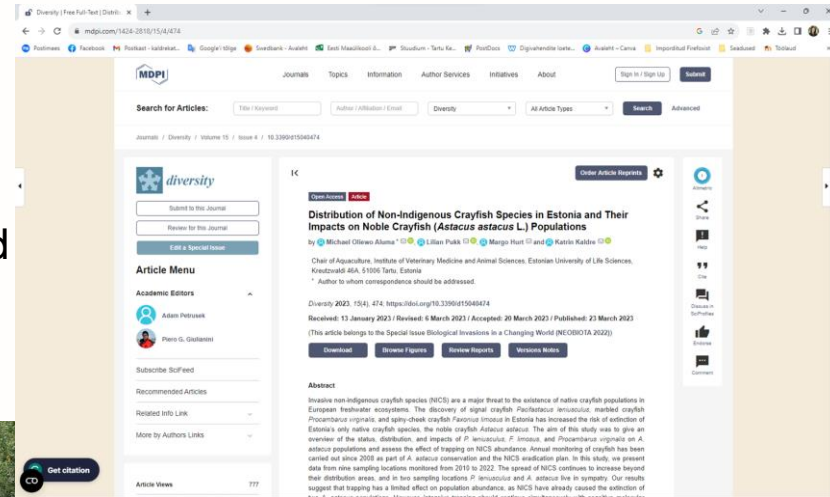 Diversity | Free Full-Text | Distrib
mdpi.com/1424-2818/15/4/474
Postimees
Facebook
Google'i tõlge
Swedbank - Avaleht
PostDocs
Avaleht – Canva
Imporditud Firefoxist
Seadused
Töölaud
MDPI
Journals Topics Information Author Services Initiatives About
Sign In / Sign Up Submit
Search for Articles:
Title / Keyword
Author / Affiliation / Email
Diversity
All Article Types
Search
Advanced
Journals / Diversity / Volume 15 / Issue 4 / 10.3390/d15040474
diversity
Submit to this Journal
Review for this Journal
Edit a Special Issue
Article Menu
Academic Editors
Adam Petrusek
Piero G. Giulianini
Subscribe SciFeed
Recommended Articles
Related Info Link
More by Authors Links
Article Views 777
Get citation
Order Article Reprints
Open Access Article
Distribution of Non-Indigenous Crayfish Species in Estonia and Their
Impacts on Noble Crayfish (Astacus astacus L.) Populations
by Michael Oliewo Aluma * Lilian Pukk Margo Hurt and Katrin Kaldre
Chair of Aquaculture, Institute of Veterinary Medicine and Animal Sciences, Estonian University of Life Sciences,
Kreutzwaldi 46A, 51006 Tartu, Estonia
* Author to whom correspondence should be addressed.
Diversity 2023, 15(4), 474; https://doi.org/10.3390/d15040474
Received: 13 January 2023 / Revised: 6 March 2023 / Accepted: 20 March 2023 / Published: 23 March 2023
(This article belongs to the Special Issue Biological Invasions in a Changing World (NEOBIOTA 2022))
Download Browse Figures Review Reports Versions Notes
Abstract
Invasive non-indigenous crayfish species (NICS) are a major threat to the existence of native crayfish populations in
European freshwater ecosystems. The discovery of signal crayfish Pacifastacus leniusculus, marbled crayfish
Procambarus virginalis, and spiny-cheek crayfish Faxonius limosus in Estonia has increased the risk of extinction of
Estonia's only native crayfish species, the noble crayfish Astacus astacus. The aim of this study was to give an
overview of the status, distribution, and impacts of P. leniusculus, F. limosus, and Procambarus virginalis on A.
astacus populations and assess the effect of trapping on NICS abundance. Annual monitoring of crayfish has been
carried out since 2008 as part of A. astacus conservation and the NICS eradication plan. In this study, we present
data from nine sampling locations monitored from 2010 to 2022. The spread of NICS continues to increase beyond
their distribution areas, and in two sampling locations P. leniusculus and A. astacus live in sympatry. Our results
suggest that trapping has a limited effect on population abundance, as NICS have already caused the extinction of
Altmetric
Share
Help
Cite
Discuss in
SciProfiles
Endorse
Comment
d